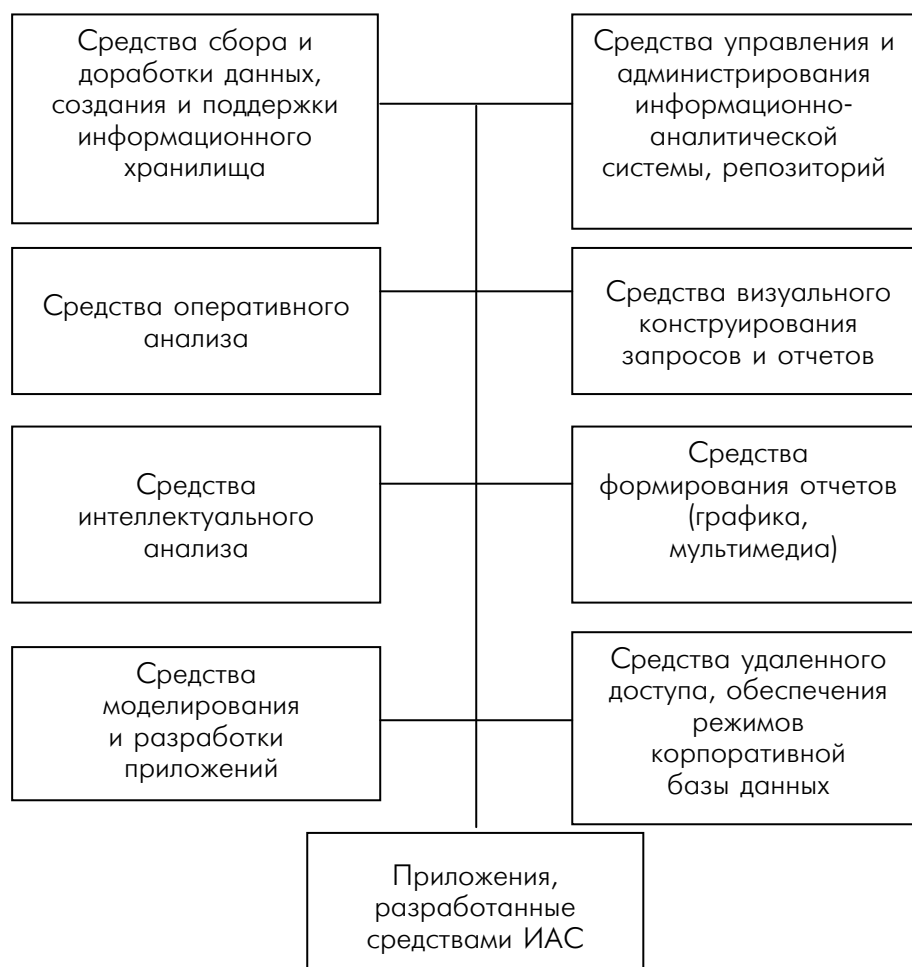 Средства сбора и
доработки данных,
создания и поддержки
информационного
хранилища
Средства управления и
администрирования
информационно-
аналитической
системы, репозиторий
Средства оперативного
анализа
Средства визуального
конструирования
запросов и отчетов
Средства
интеллектуального
анализа
Средства
формирования отчетов
(графика,
мультимедиа)
Средства
моделирования
и разработки
приложений
Средства удаленного
доступа, обеспечения
режимов
корпоративной
базы данных
Приложения,
разработанные
средствами ИАС